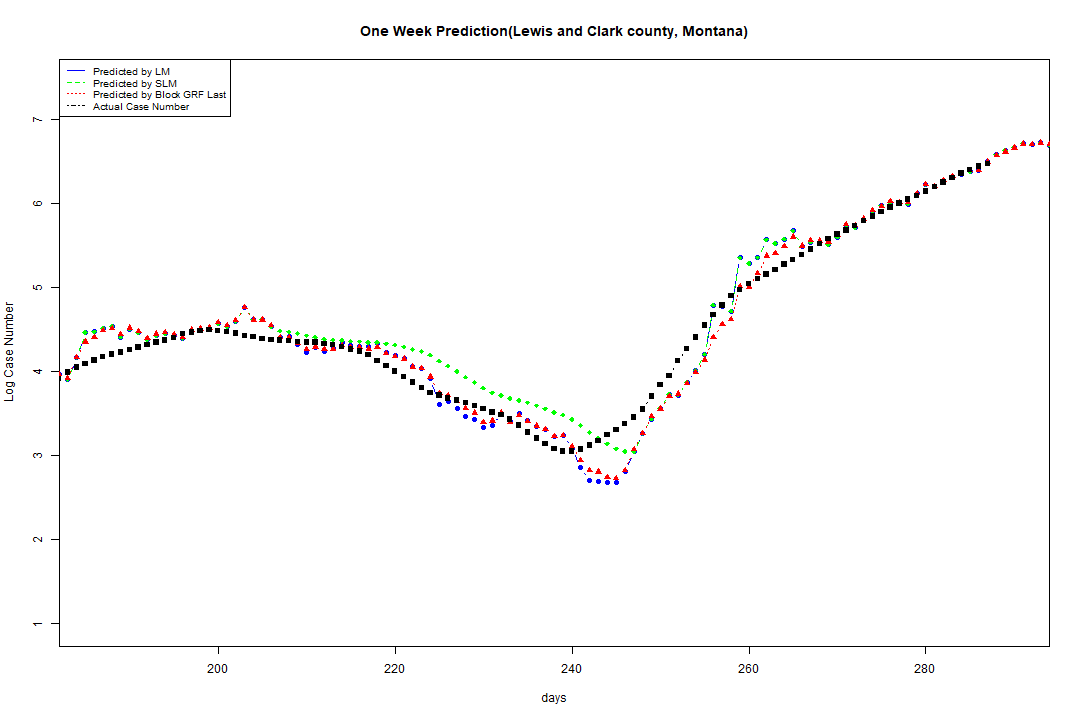 One Week Prediction(Lewis and Clark county, Montana)
Predicted by LM
Predicted by SLM
Predicted by Block GRF Last
Actual Case Number
7
6
5
4
3
2
1
Log Case Number
200 220 240 260 280
days